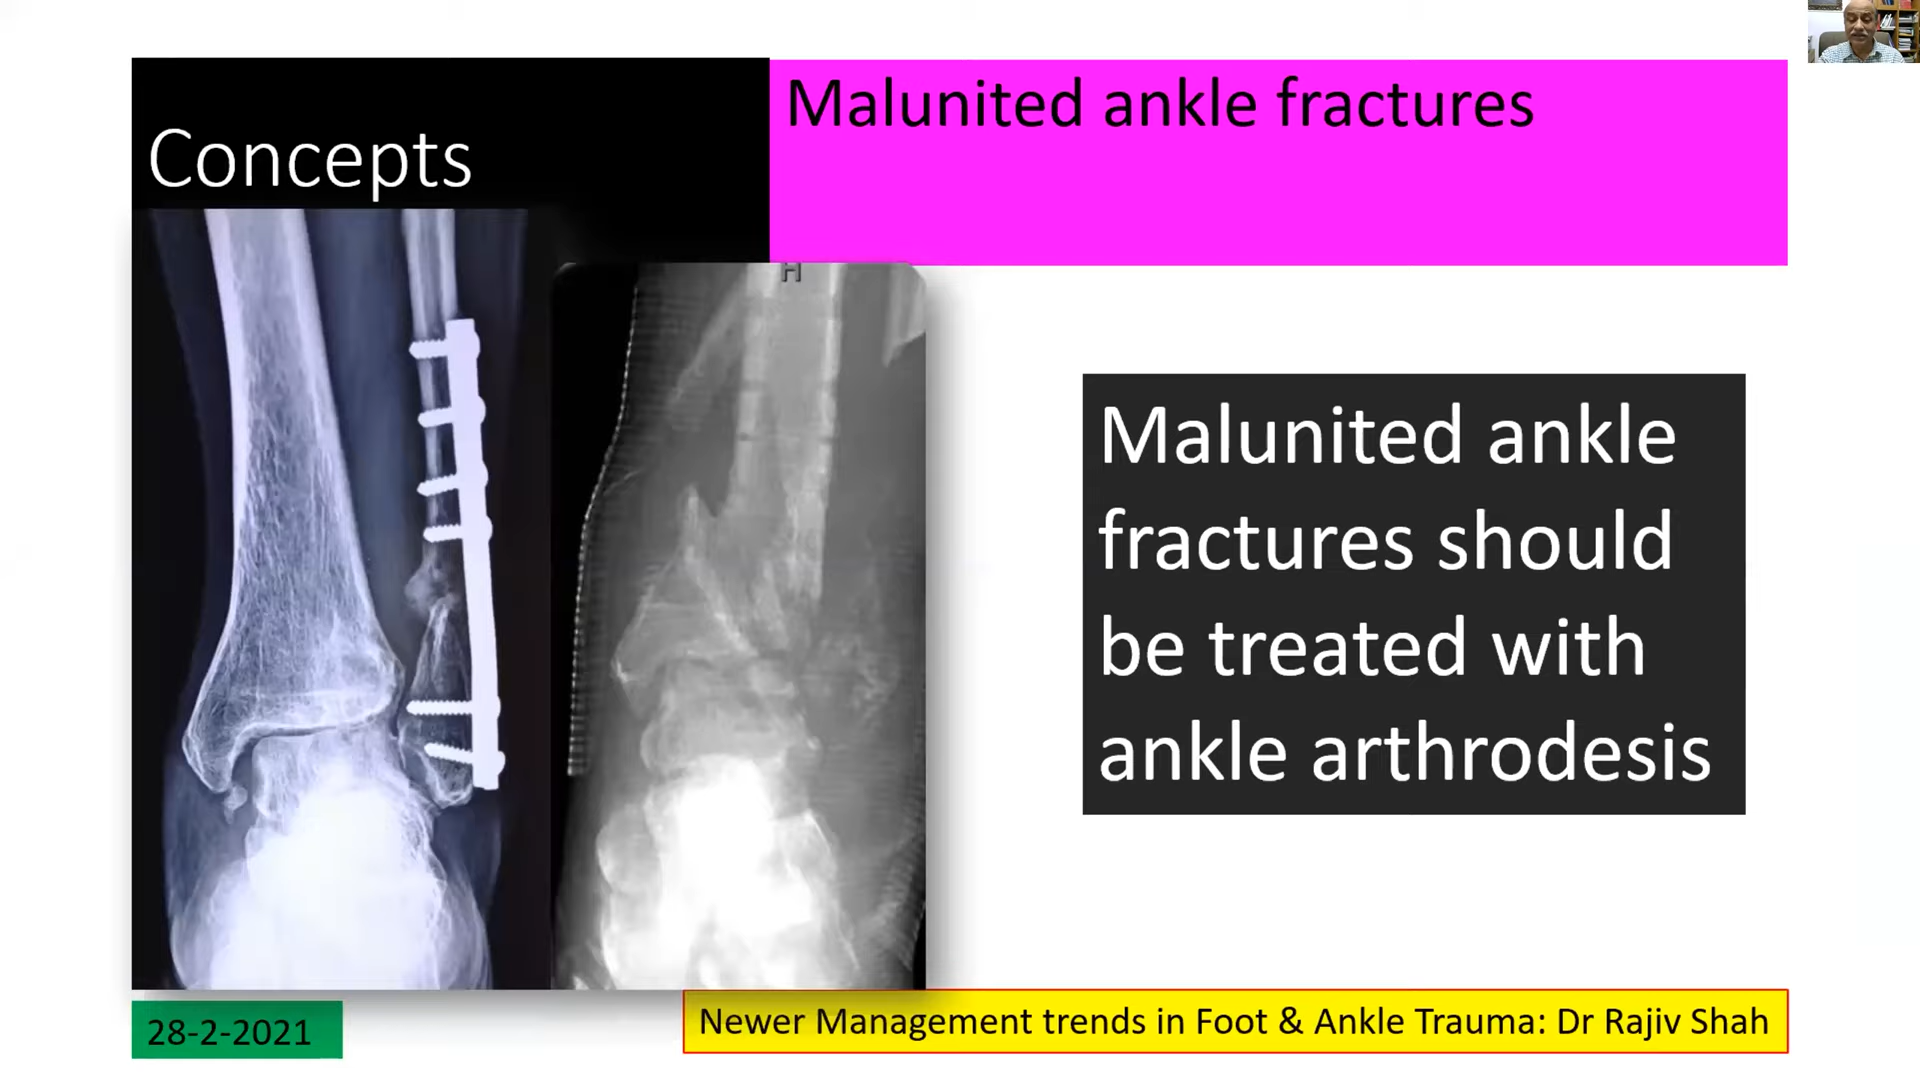 Concepts
Malunited ankle fractures
H
Malunited ankle
fractures should
be treated with
ankle arthrodesis
28-2-2021
Newer Management trends in Foot & Ankle Trauma: Dr Rajiv Shah